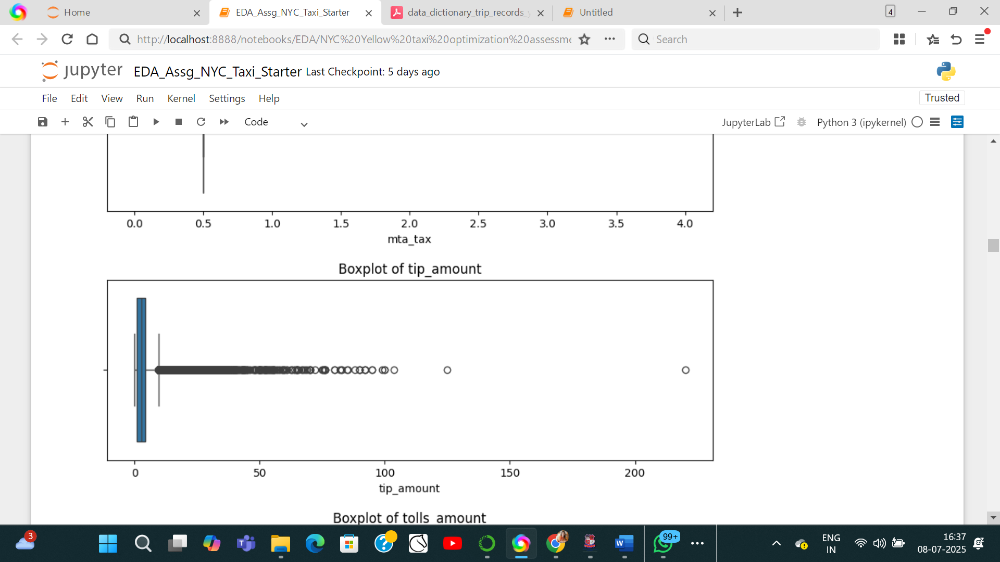 Home
EDA_Assg_NYC_Taxi_Starter
data_dictionary_trip_records_
Untitled
4
http://localhost:8888/notebooks/EDA/NYC%20Yellow%20taxi%20optimization%20assessme
Search
jupyter
EDA_Assg_NYC_Taxi_Starter Last Checkpoint: 5 days ago
File Edit View Run Kernel Settings Help
Trusted
Code
JupyterLab
Python 3 (ipykernel)
0.0 0.5 1.0 1.5 2.0 2.5 3.0 3.5 4.0
mta_tax
Boxplot of tip_amount
0 50 100 150 200
tip_amount
Boxplot of tolls_amount
3
99+
ENG
IN
16:37
08-07-2025